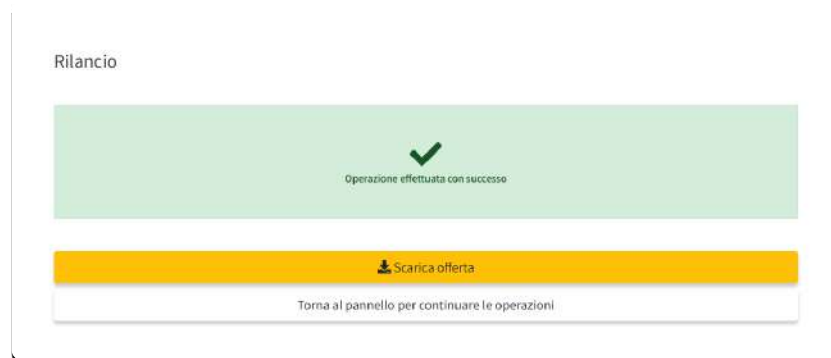 Rilancio
Operazione effettuata con successo
Scarica offerta
Torna al pannello per continuare le operazioni